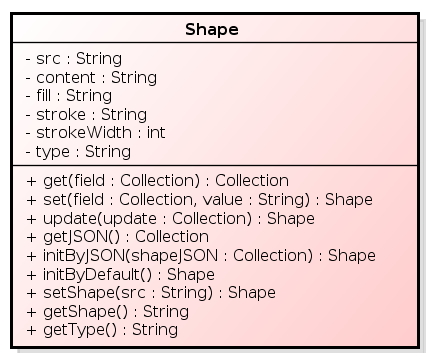 Shape
- src : String
- content : String
- fill : String
- stroke : String
- strokeWidth : int
- type : String
+ get(field : Collection) : Collection
+ set(field : Collection, value : String) : Shape
+ update(update : Collection) : Shape
+ getJSON() : Collection
+ initByJSON(shapeJSON : Collection) : Shape
+ initByDefault() : Shape
+ setShape(src : String) : Shape
+ getShape() : String
+ getType() : String